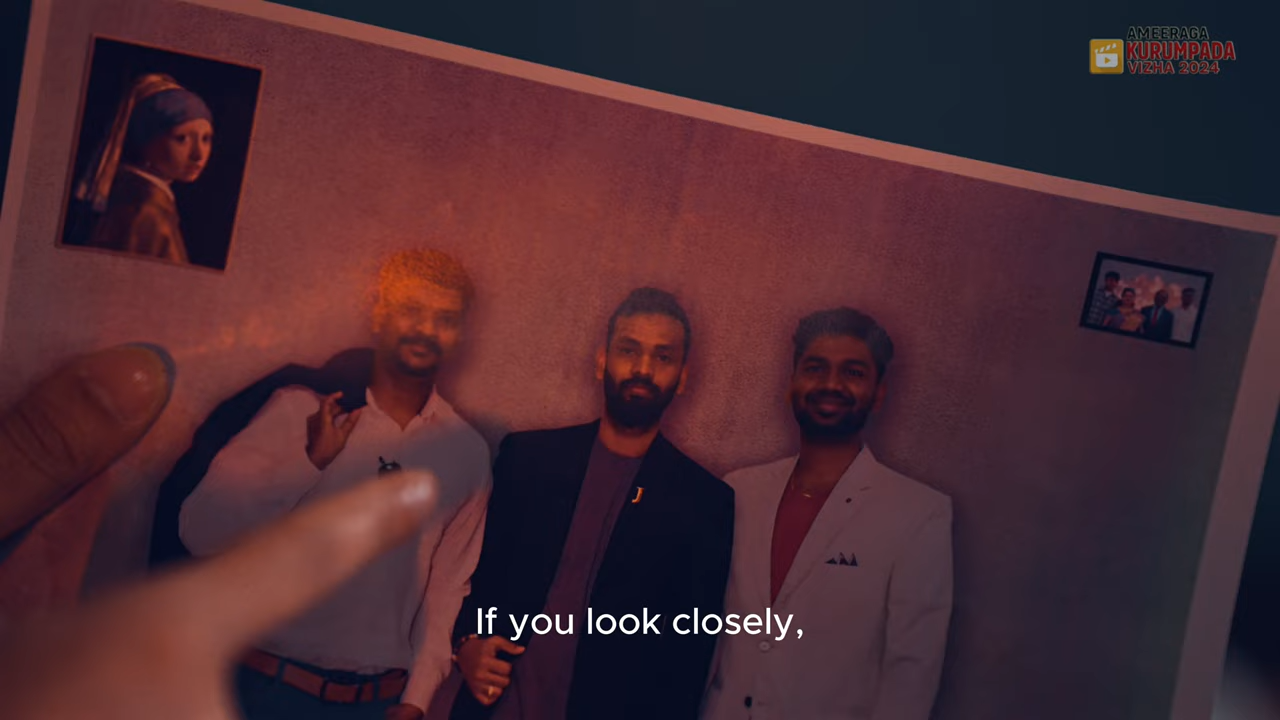 AMEERAGA
KURUMPADA
VIZHA 2024
J
If you look closely,